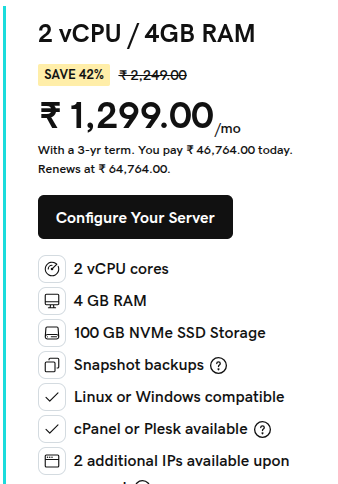 2 vCPU / 4GB RAM
SAVE 42% ₹ 2,249.00
₹ 1,299.00/mo
With a 3-yr term. You pay ₹ 46,764.00 today.
Renews at ₹ 64,764.00.
Configure Your Server
2 vCPU cores
4 GB RAM
100 GB NVMe SSD Storage
Snapshot backups ?
Linux or Windows compatible
cPanel or Plesk available ?
2 additional IPs available upon